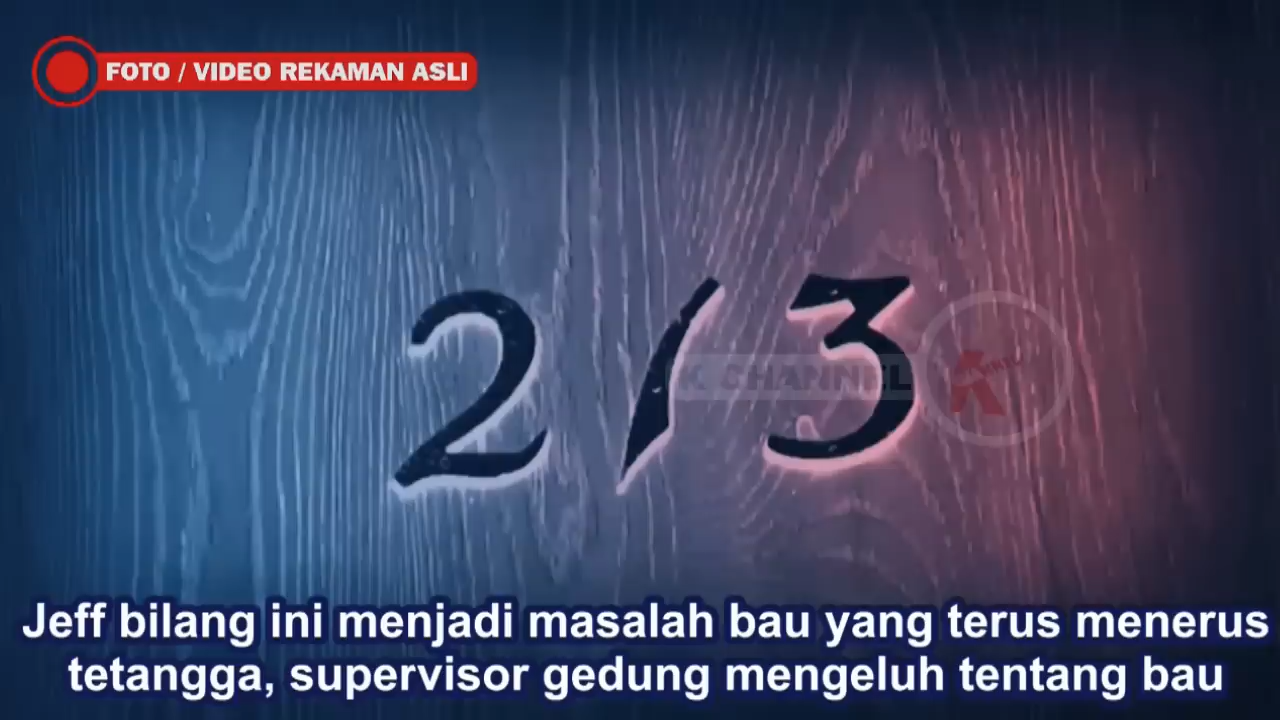 FOTO / VIDEO REKAMAN ASLI
213
K CHANNEL
Jeff bilang ini menjadi masalah bau yang terus menerus
tetangga, supervisor gedung mengeluh tentang bau